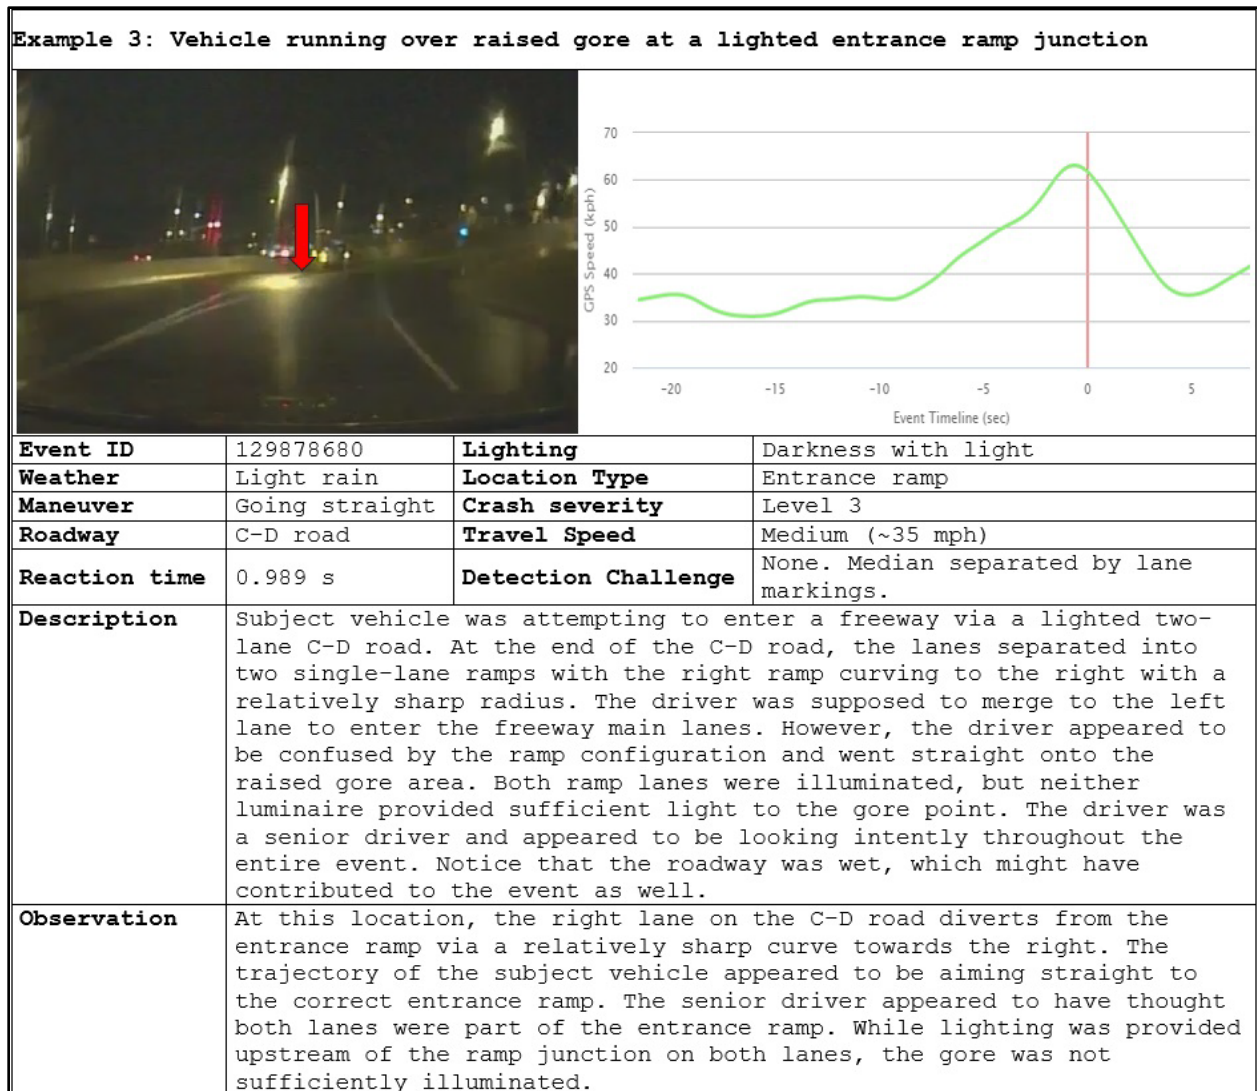 Example 3: Vehicle running over raised gore at a lighted entrance ramp junction
70
60
50
40
30
20
GPS Speed (kph)
-20 -15 -10 -5 0 5
Event Timeline (sec)
Event ID 129878680 Lighting Darkness with light
Weather Light rain Location Type Entrance ramp
Maneuver Going straight Crash severity Level 3
Roadway C-D road Travel Speed Medium (~35 mph)
Reaction time 0.989 s Detection Challenge None. Median separated by lane
markings.
Description Subject vehicle was attempting to enter a freeway via a lighted two-
lane C-D road. At the end of the C-D road, the lanes separated into
two single-lane ramps with the right ramp curving to the right with a
relatively sharp radius. The driver was supposed to merge to the left
lane to enter the freeway main lanes. However, the driver appeared to
be confused by the ramp configuration and went straight onto the
raised gore area. Both ramp lanes were illuminated, but neither
luminaire provided sufficient light to the gore point. The driver was
a senior driver and appeared to be looking intently throughout the
entire event. Notice that the roadway was wet, which might have
contributed to the event as well.
Observation At this location, the right lane on the C-D road diverts from the
entrance ramp via a relatively sharp curve towards the right. The
trajectory of the subject vehicle appeared to be aiming straight to
the correct entrance ramp. The senior driver appeared to have thought
both lanes were part of the entrance ramp. While lighting was provided
upstream of the ramp junction on both lanes, the gore was not
sufficiently illuminated.